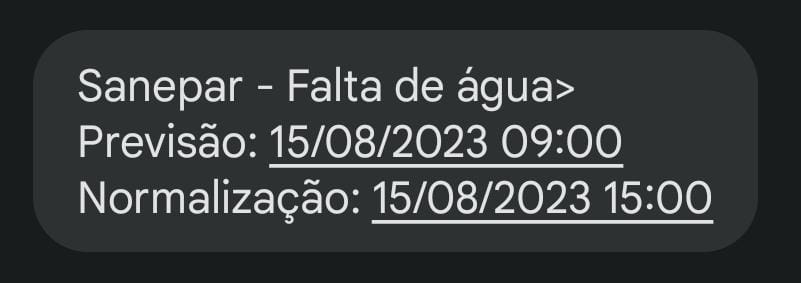 Sanepar - Falta de água>
Previsão: 15/08/2023 09:00
Normalização: 15/08/2023 15:00